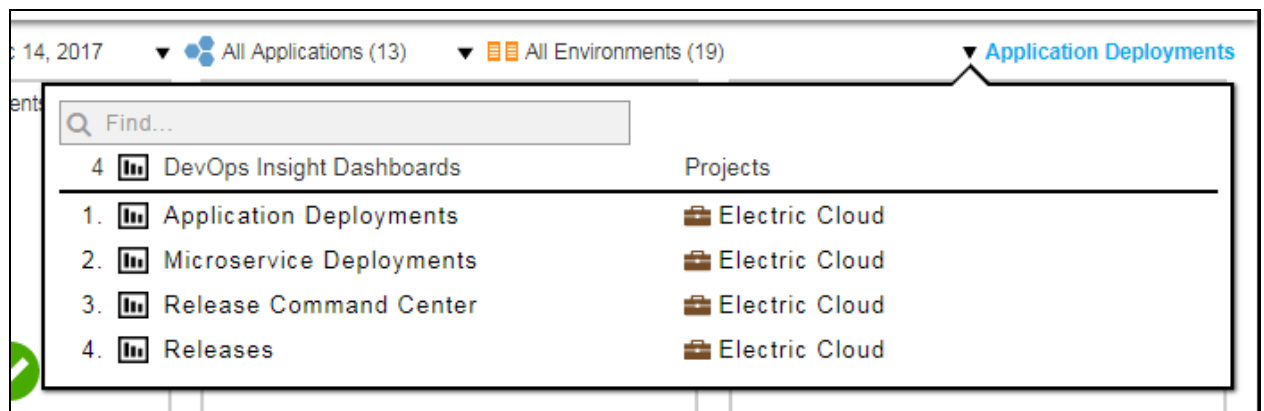 14, 2017 All Applications (13) All Environments (19) Application Deployments
Find...
4 DevOps Insight Dashboards Projects
1. Application Deployments Electric Cloud
2. Microservice Deployments Electric Cloud
3. Release Command Center Electric Cloud
4. Releases Electric Cloud